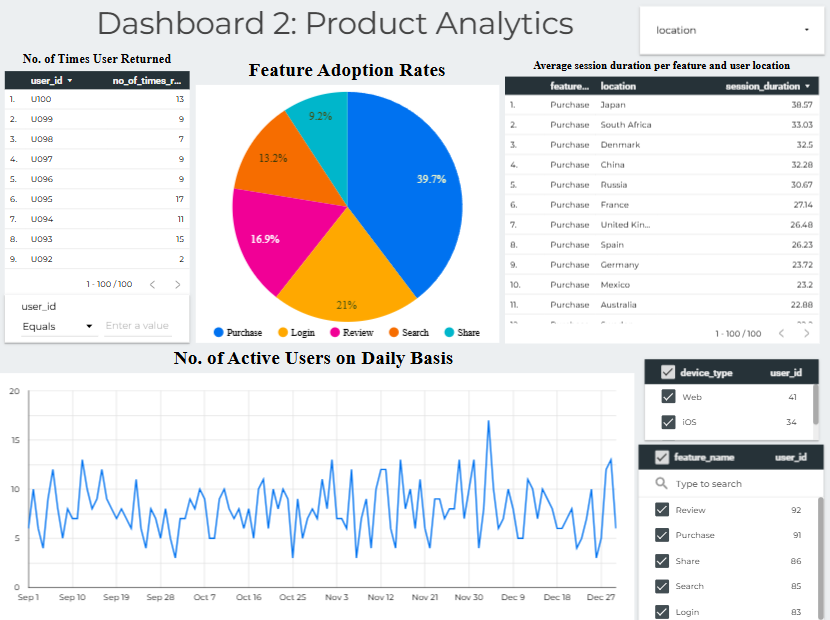 Dashboard 2: Product Analytics
location
No. of Times User Returned
user_id no_of_times_r...
1. U100 13
2. U099 9
3. U098 7
4. U097 9
5. U096 9
6. U095 17
7. U094 11
8. U093 15
9. U092 2
1 - 100 / 100
user_id
Equals Enter a value
Feature Adoption Rates
39.7%
21%
16.9%
13.2%
9.2%
Purchase Login Review Search Share
Average session duration per feature and user location
feature... location session_duration
1. Purchase Japan 38.57
2. Purchase South Africa 33.03
3. Purchase Denmark 32.5
4. Purchase China 32.28
5. Purchase Russia 30.67
6. Purchase France 27.14
7. Purchase United Kin... 26.48
8. Purchase Spain 26.23
9. Purchase Germany 23.72
10. Purchase Mexico 23.2
11. Purchase Australia 22.88
1 - 100 / 100
No. of Active Users on Daily Basis
20
15
10
5
0
Sep 1 Sep 10 Sep 19 Sep 28 Oct 7 Oct 16 Oct 25 Nov 3 Nov 12 Nov 21 Nov 30 Dec 9 Dec 18 Dec 27
device_type user_id
Web 41
iOS 34
feature_name user_id
Type to search
Review 92
Purchase 91
Share 86
Search 85
Login 83